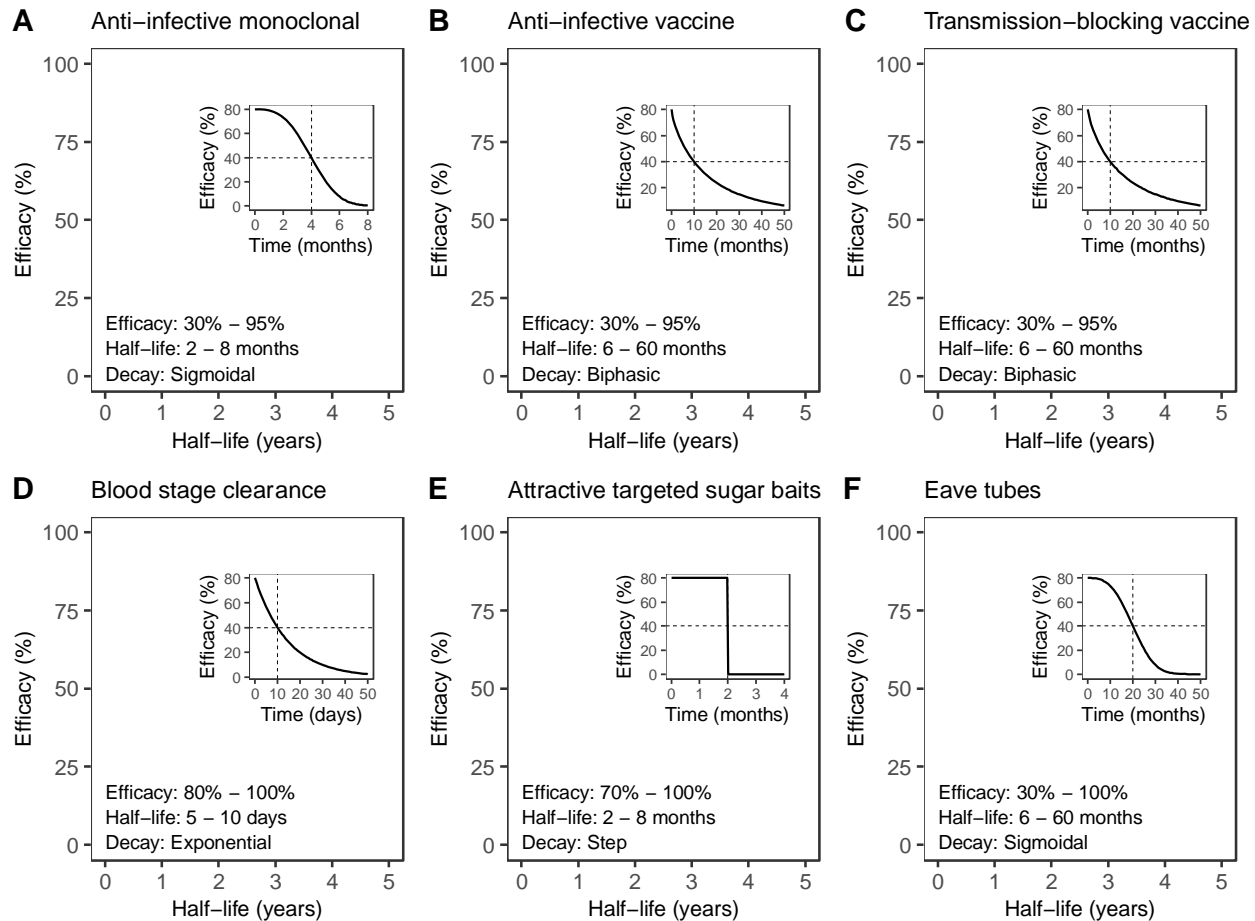 A Anti−infective monoclonal
Efficacy (%)
100
75
50
25
0
Efficacy (%)
80
60
40
20
0
0 2 4 6 8
Time (months)
Efficacy: 30% − 95%
Half−life: 2 − 8 months
Decay: Sigmoidal
0 1 2 3 4 5
Half−life (years)
B Anti−infective vaccine
Efficacy (%)
100
75
50
25
0
Efficacy (%)
80
60
40
20
0 10 20 30 40 50
Time (months)
Efficacy: 30% − 95%
Half−life: 6 − 60 months
Decay: Biphasic
0 1 2 3 4 5
Half−life (years)
C Transmission−blocking vaccine
Efficacy (%)
100
75
50
25
0
Efficacy (%)
80
60
40
20
0 10 20 30 40 50
Time (months)
Efficacy: 30% − 95%
Half−life: 6 − 60 months
Decay: Biphasic
0 1 2 3 4 5
Half−life (years)
D Blood stage clearance
Efficacy (%)
100
75
50
25
0
Efficacy (%)
80
60
40
20
0
0 10 20 30 40 50
Time (days)
Efficacy: 80% − 100%
Half−life: 5 − 10 days
Decay: Exponential
0 1 2 3 4 5
Half−life (years)
E Attractive targeted sugar baits
Efficacy (%)
100
75
50
25
0
Efficacy (%)
80
60
40
20
0
0 1 2 3 4
Time (months)
Efficacy: 70% − 100%
Half−life: 2 − 8 months
Decay: Step
0 1 2 3 4 5
Half−life (years)
F Eave tubes
Efficacy (%)
100
75
50
25
0
Efficacy (%)
80
60
40
20
0
0 10 20 30 40 50
Time (months)
Efficacy: 30% − 100%
Half−life: 6 − 60 months
Decay: Sigmoidal
0 1 2 3 4 5
Half−life (years)